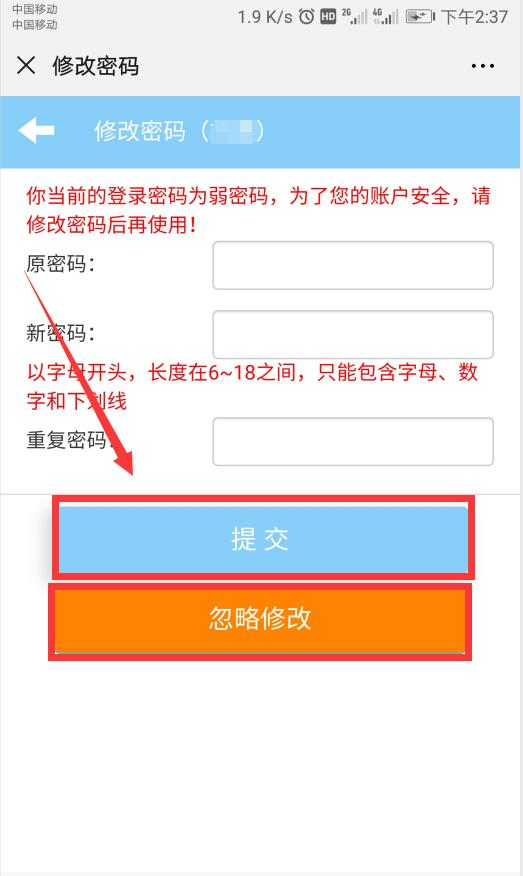 中国移动
中国移动
1.9 K/s HD 2G 4G 下午2:37
修改密码
修改密码（）
你当前的登录密码为弱密码，为了您的账户安全，请
修改密码后再使用！
原密码：
新密码：
以字母开头，长度在6~18之间，只能包含字母、数
字和下划线
重复密码：
提 交
忽略修改